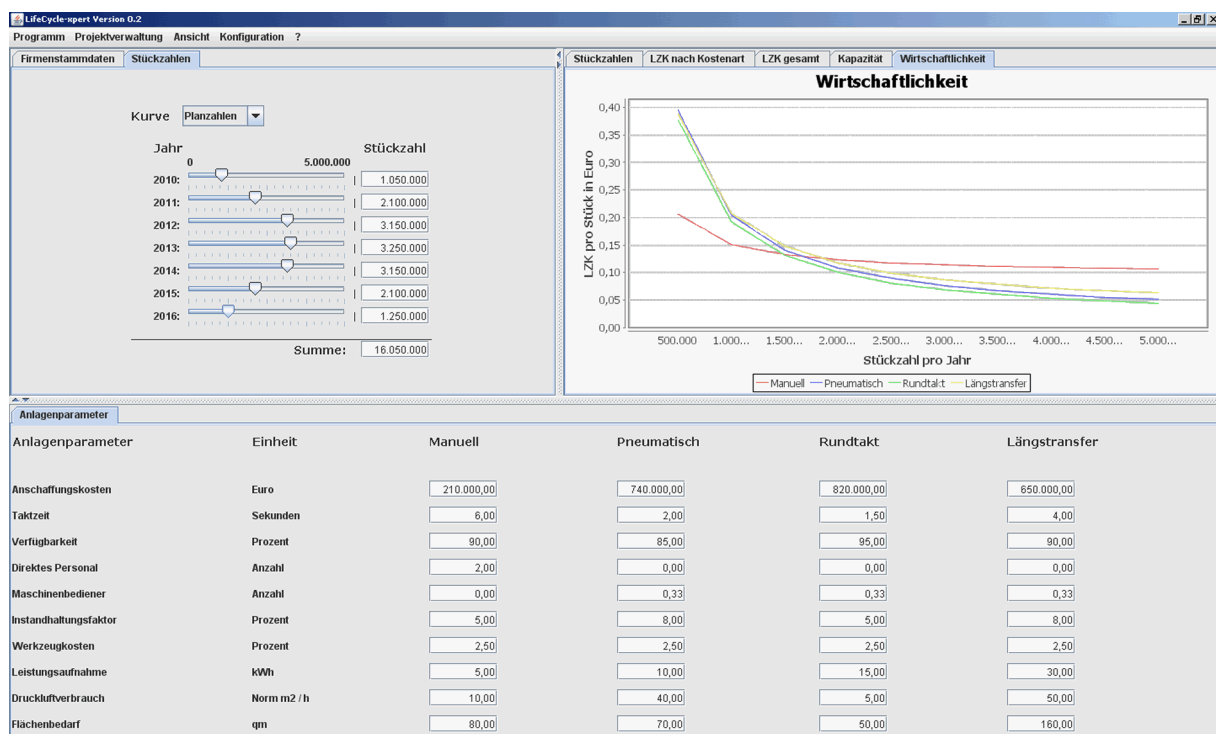 LifeCycle-xpert Version 0.2
Programm Projektverwaltung Ansicht Konfiguration ?
Firmenstammdaten Stückzahlen
Kurve Planzahlen
Jahr Stückzahl
0 5.000.000
2010: 1.050.000
2011: 2.100.000
2012: 3.150.000
2013: 3.250.000
2014: 3.150.000
2015: 2.100.000
2016: 1.250.000
Summe: 16.050.000
Stückzahlen LZK nach Kostenart LZK gesamt Kapazität Wirtschaftlichkeit
Wirtschaftlichkeit
LZK pro Stück in Euro
0,40
0,35
0,30
0,25
0,20
0,15
0,10
0,05
0,00
500.000 1.000... 1.500... 2.000... 2.500... 3.000... 3.500... 4.000... 4.500... 5.000...
Stückzahl pro Jahr
Manuell Pneumatisch Rundtakt Längstransfer
Anlagenparameter
Anlagenparameter Einheit Manuell Pneumatisch Rundtakt Längstransfer
Anschaffungskosten Euro 210.000,00 740.000,00 820.000,00 650.000,00
Taktzeit Sekunden 6,00 2,00 1,50 4,00
Verfügbarkeit Prozent 90,00 85,00 95,00 90,00
Direktes Personal Anzahl 2,00 0,00 0,00 0,00
Maschinenbediener Anzahl 0,00 0,33 0,33 0,33
Instandhaltungsfaktor Prozent 5,00 8,00 5,00 8,00
Werkzeugkosten Prozent 2,50 2,50 2,50 2,50
Leistungsaufnahme kWh 5,00 10,00 15,00 30,00
Druckluftverbrauch Norm m2 / h 10,00 40,00 5,00 50,00
Flächenbedarf qm 80,00 70,00 50,00 160,00